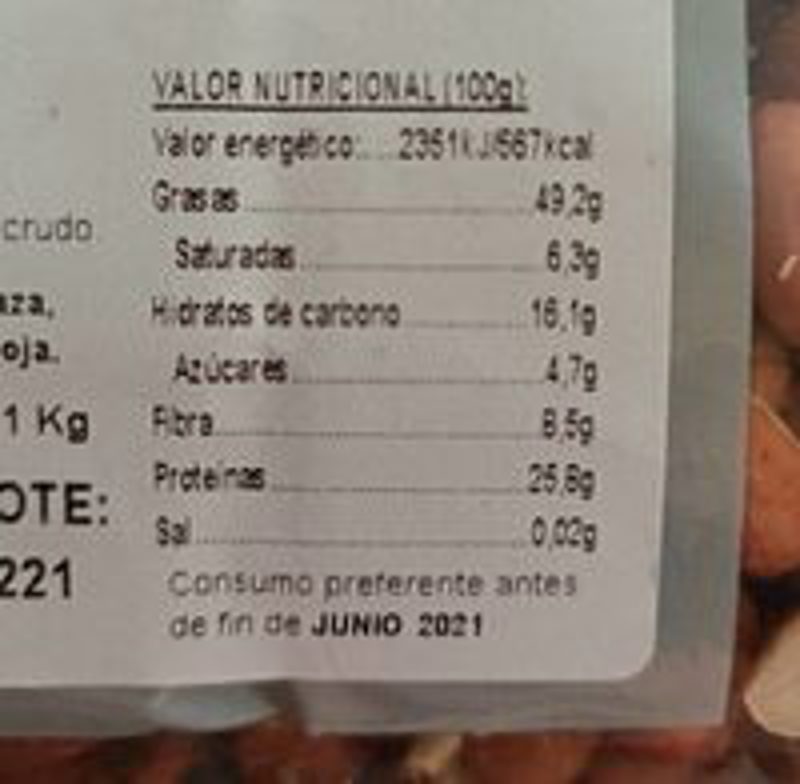 VALOR NUTRICIONAL (100g):
Valor energético:....2361kJ/567kcal
Grasas 49,2g
Saturadas 6,3g
Hidratos de carbono 16,1g
Azúcares 4,7g
Fibra 8,5g
Proteínas 25,8g
Sal 0,02g
Consumo preferente antes
de fin de JUNIO 2021
crudo
aza,
oja.
1 Kg
OTE:
221